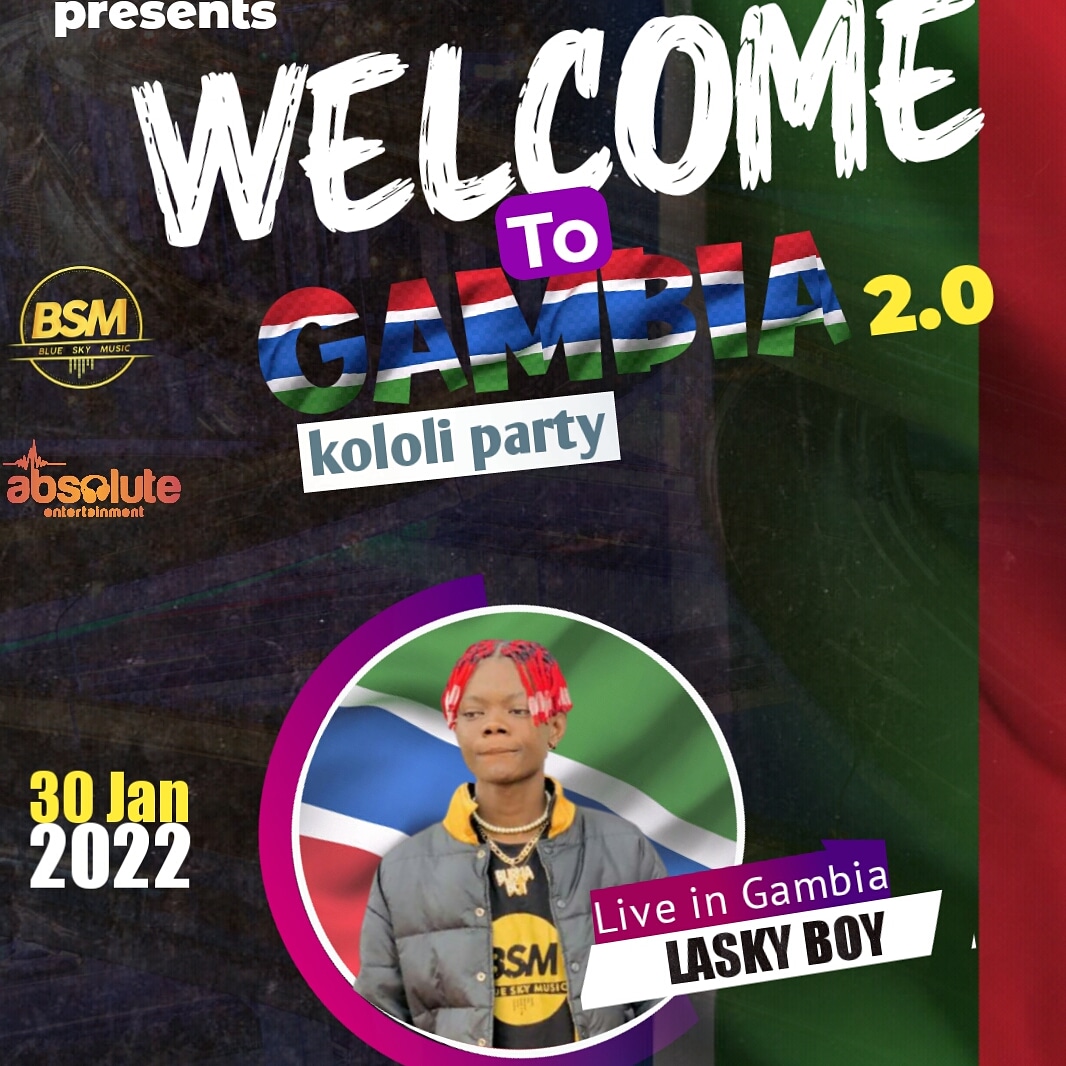 presents
WELCOME
To
GAMBIA 2.0
kololi party
BSM
BLUE SKY MUSIC
absolute
entertainment
30 Jan
2022
BSM
UE SKY MUSIC
Live in Gambia
LASKY BOY